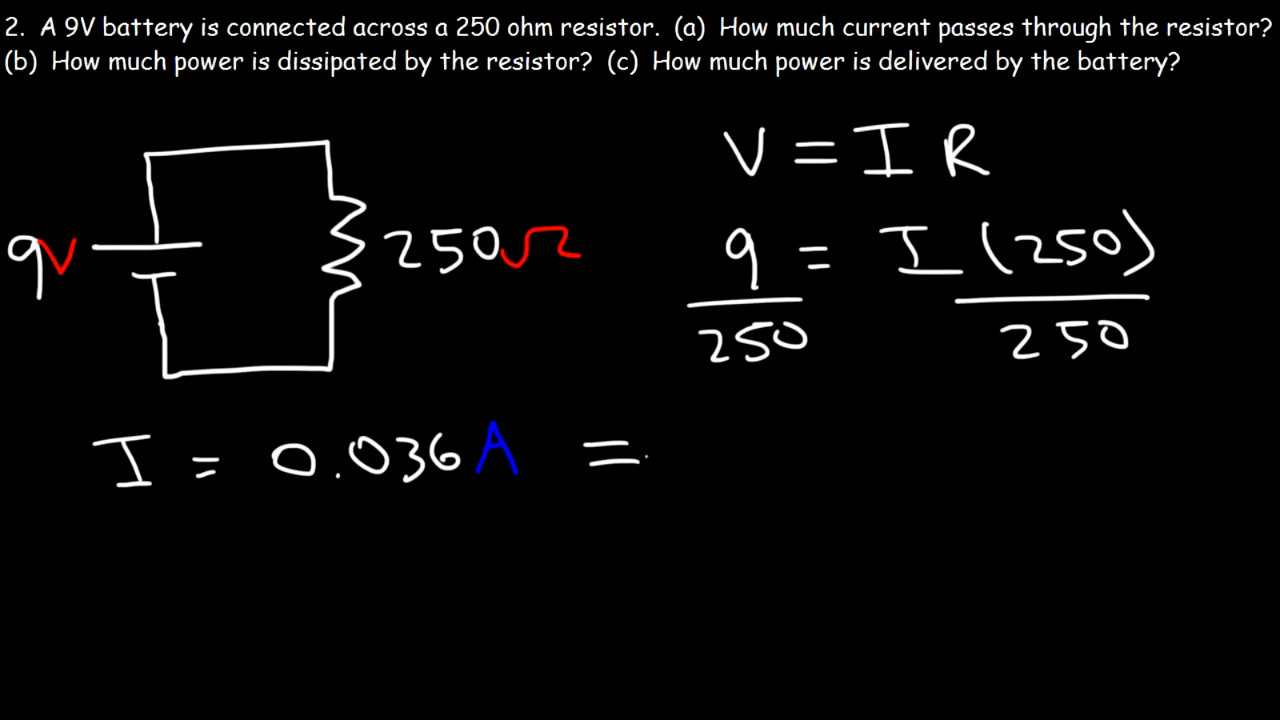 2. A 9V battery is connected across a 250 ohm resistor. (a) How much current passes through the resistor?
(b) How much power is dissipated by the resistor? (c) How much power is delivered by the battery?
V = I R
9V
250Ω
9 = I (250)
250 250
I = 0.036 A =